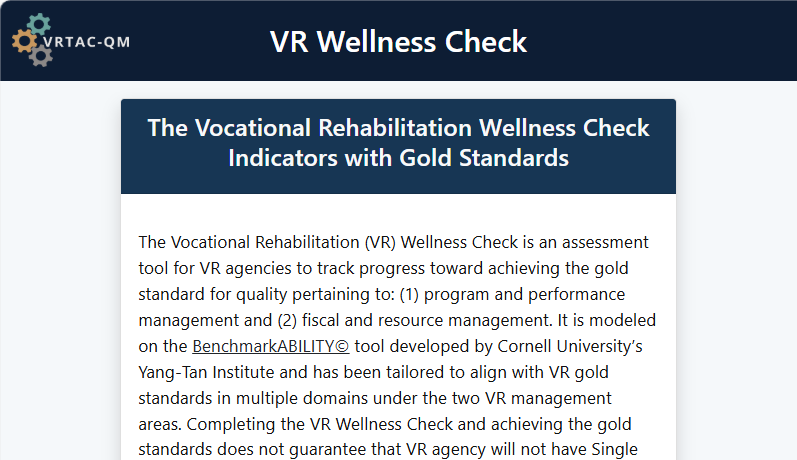 VRTAC-QM
VR Wellness Check
The Vocational Rehabilitation Wellness Check
Indicators with Gold Standards
The Vocational Rehabilitation (VR) Wellness Check is an assessment
tool for VR agencies to track progress toward achieving the gold
standard for quality pertaining to: (1) program and performance
management and (2) fiscal and resource management. It is modeled
on the BenchmarkABILITY© tool developed by Cornell University’s
Yang-Tan Institute and has been tailored to align with VR gold
standards in multiple domains under the two VR management
areas. Completing the VR Wellness Check and achieving the gold
standards does not guarantee that VR agency will not have Single